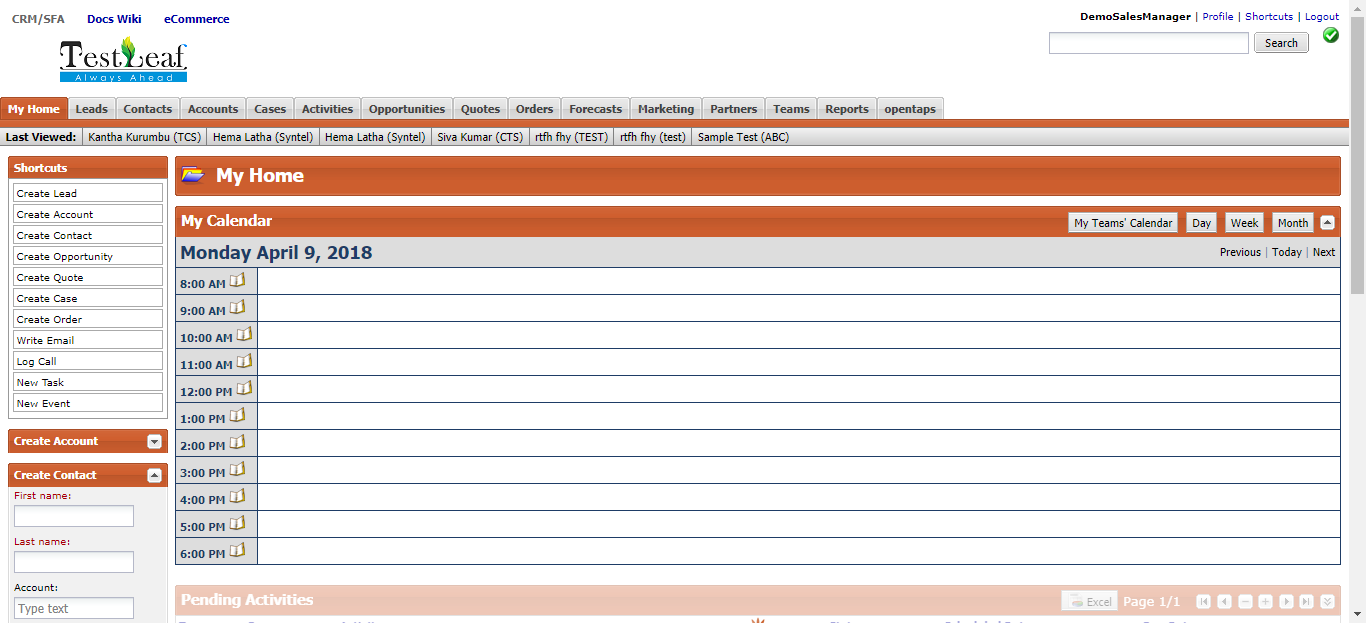 CRM/SFA Docs Wiki eCommerce
DemoSalesManager | Profile | Shortcuts | Logout
TestLeaf
Always Ahead
Search
My Home Leads Contacts Accounts Cases Activities Opportunities Quotes Orders Forecasts Marketing Partners Teams Reports opentaps
Last Viewed: Kantha Kurumbu (TCS) Hema Latha (Syntel) Hema Latha (Syntel) Siva Kumar (CTS) rtfh fhy (TEST) rtfh fhy (test) Sample Test (ABC)
Shortcuts
Create Lead
Create Account
Create Contact
Create Opportunity
Create Quote
Create Case
Create Order
Write Email
Log Call
New Task
New Event
Create Account
Create Contact
First name:
Last name:
Account:
Type text
My Home
My Calendar My Teams' Calendar Day Week Month
Monday April 9, 2018 Previous | Today | Next
8:00 AM
9:00 AM
10:00 AM
11:00 AM
12:00 PM
1:00 PM
2:00 PM
3:00 PM
4:00 PM
5:00 PM
6:00 PM
Pending Activities Excel Page 1/1